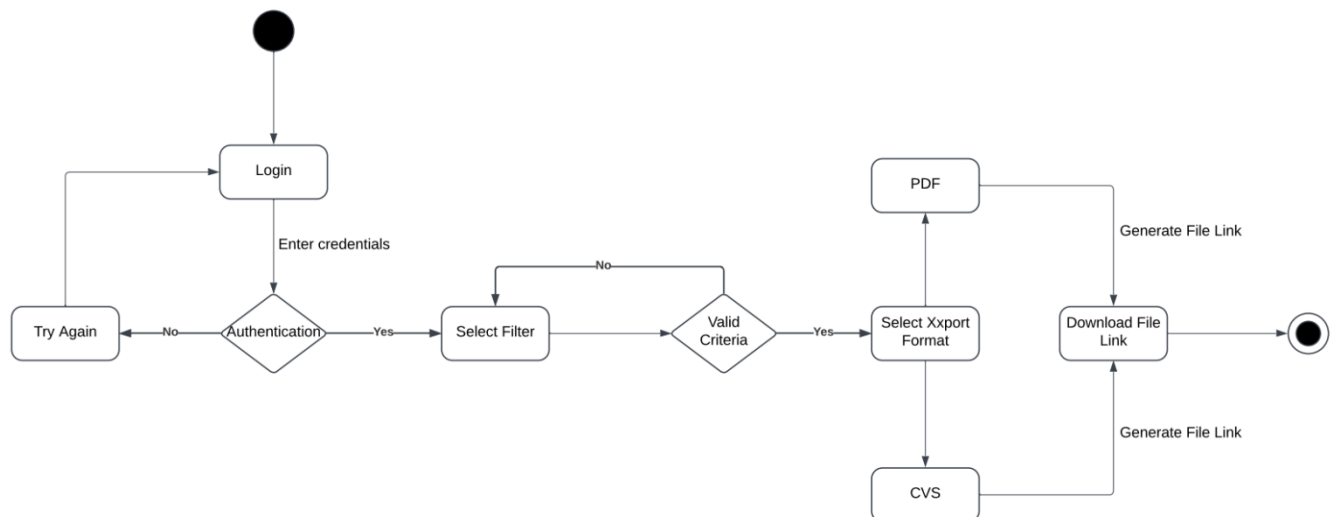 Login
Enter credentials
Try Again
No
Authentication
Yes
Select Filter
No
Valid
Criteria
Yes
Select Xxport
Format
PDF
Generate File Link
Download File
Link
CVS
Generate File Link